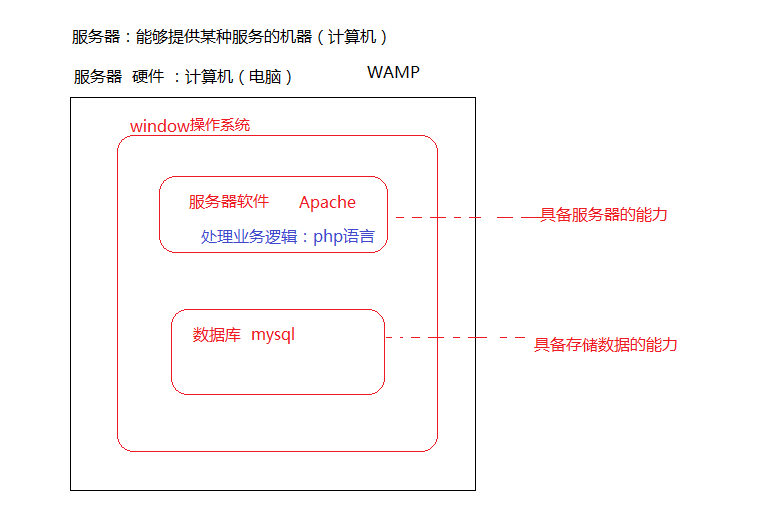 服务器：能够提供某种服务的机器（计算机）
服务器 硬件 ：计算机（电脑）
WAMP
window操作系统
服务器软件 Apache
处理业务逻辑：php语言
具备服务器的能力
数据库 mysql
具备存储数据的能力